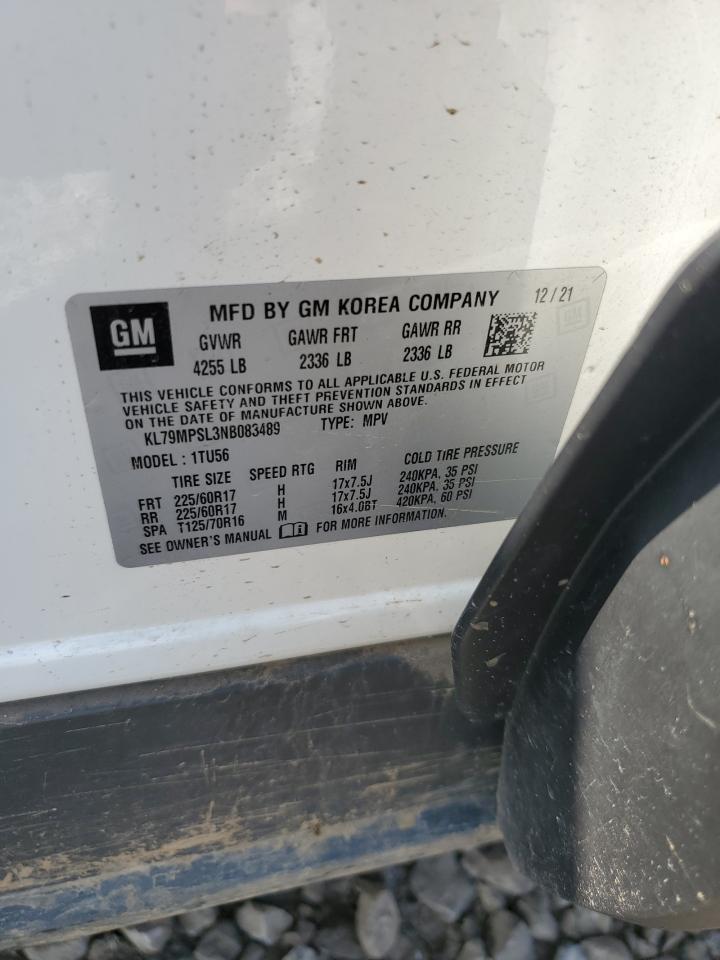 GM
MFD BY GM KOREA COMPANY 12/21
GVWR GAWR FRT GAWR RR
4255 LB 2336 LB 2336 LB
THIS VEHICLE CONFORMS TO ALL APPLICABLE U.S. FEDERAL MOTOR
VEHICLE SAFETY AND THEFT PREVENTION STANDARDS IN EFFECT
ON THE DATE OF MANUFACTURE SHOWN ABOVE.
KL79MPSL3NB083489 TYPE: MPV
MODEL: 1TU56
TIRE SIZE SPEED RTG RIM COLD TIRE PRESSURE
FRT 225/60R17 H 17x7.5J 240KPA, 35 PSI
RR 225/60R17 H 17x7.5J 240KPA, 35 PSI
SPA T125/70R16 M 16x4.0BT 420KPA, 60 PSI
SEE OWNER'S MANUAL FOR MORE INFORMATION.